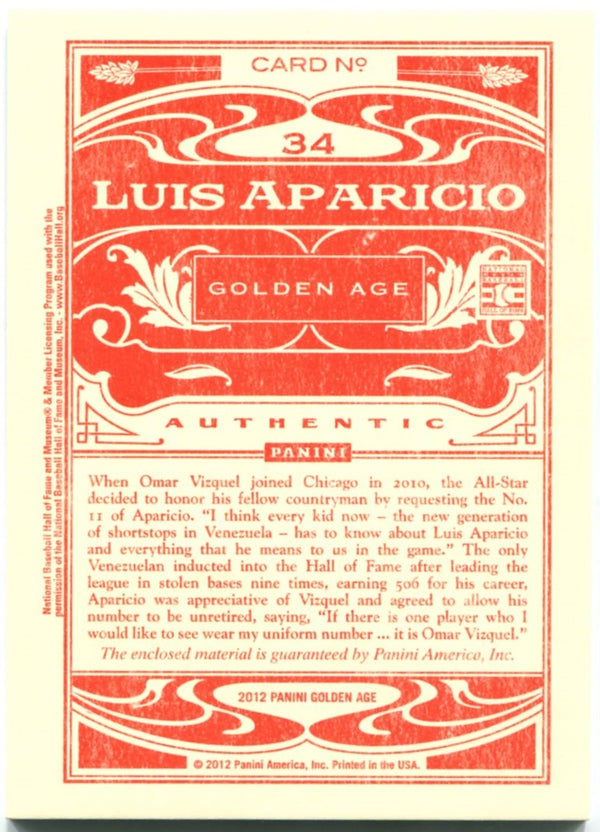 CARD Nº
34
LUIS APARICIO
GOLDEN AGE
NATIONAL
BASEBALL
HALL OF FAME
AUTHENTIC
PANINI
When Omar Vizquel joined Chicago in 2010, the All-Star
decided to honor his fellow countryman by requesting the No.
11 of Aparicio. “I think every kid now – the new generation
of shortstops in Venezuela – has to know about Luis Aparicio
and everything that he means to us in the game.” The only
Venezuelan inducted into the Hall of Fame after leading the
league in stolen bases nine times, earning 506 for his career,
Aparicio was appreciative of Vizquel and agreed to allow his
number to be unretired, saying, “If there is one player who I
would like to see wear my uniform number ... it is Omar Vizquel.”
The enclosed material is guaranteed by Panini America, Inc.
2012 PANINI GOLDEN AGE
© 2012 Panini America, Inc. Printed in the USA.
National Baseball Hall of Fame and Museum® & Member Licensing Program used with the
permission of the National Baseball Hall of Fame and Museum, Inc. - www.BaseballHall.org